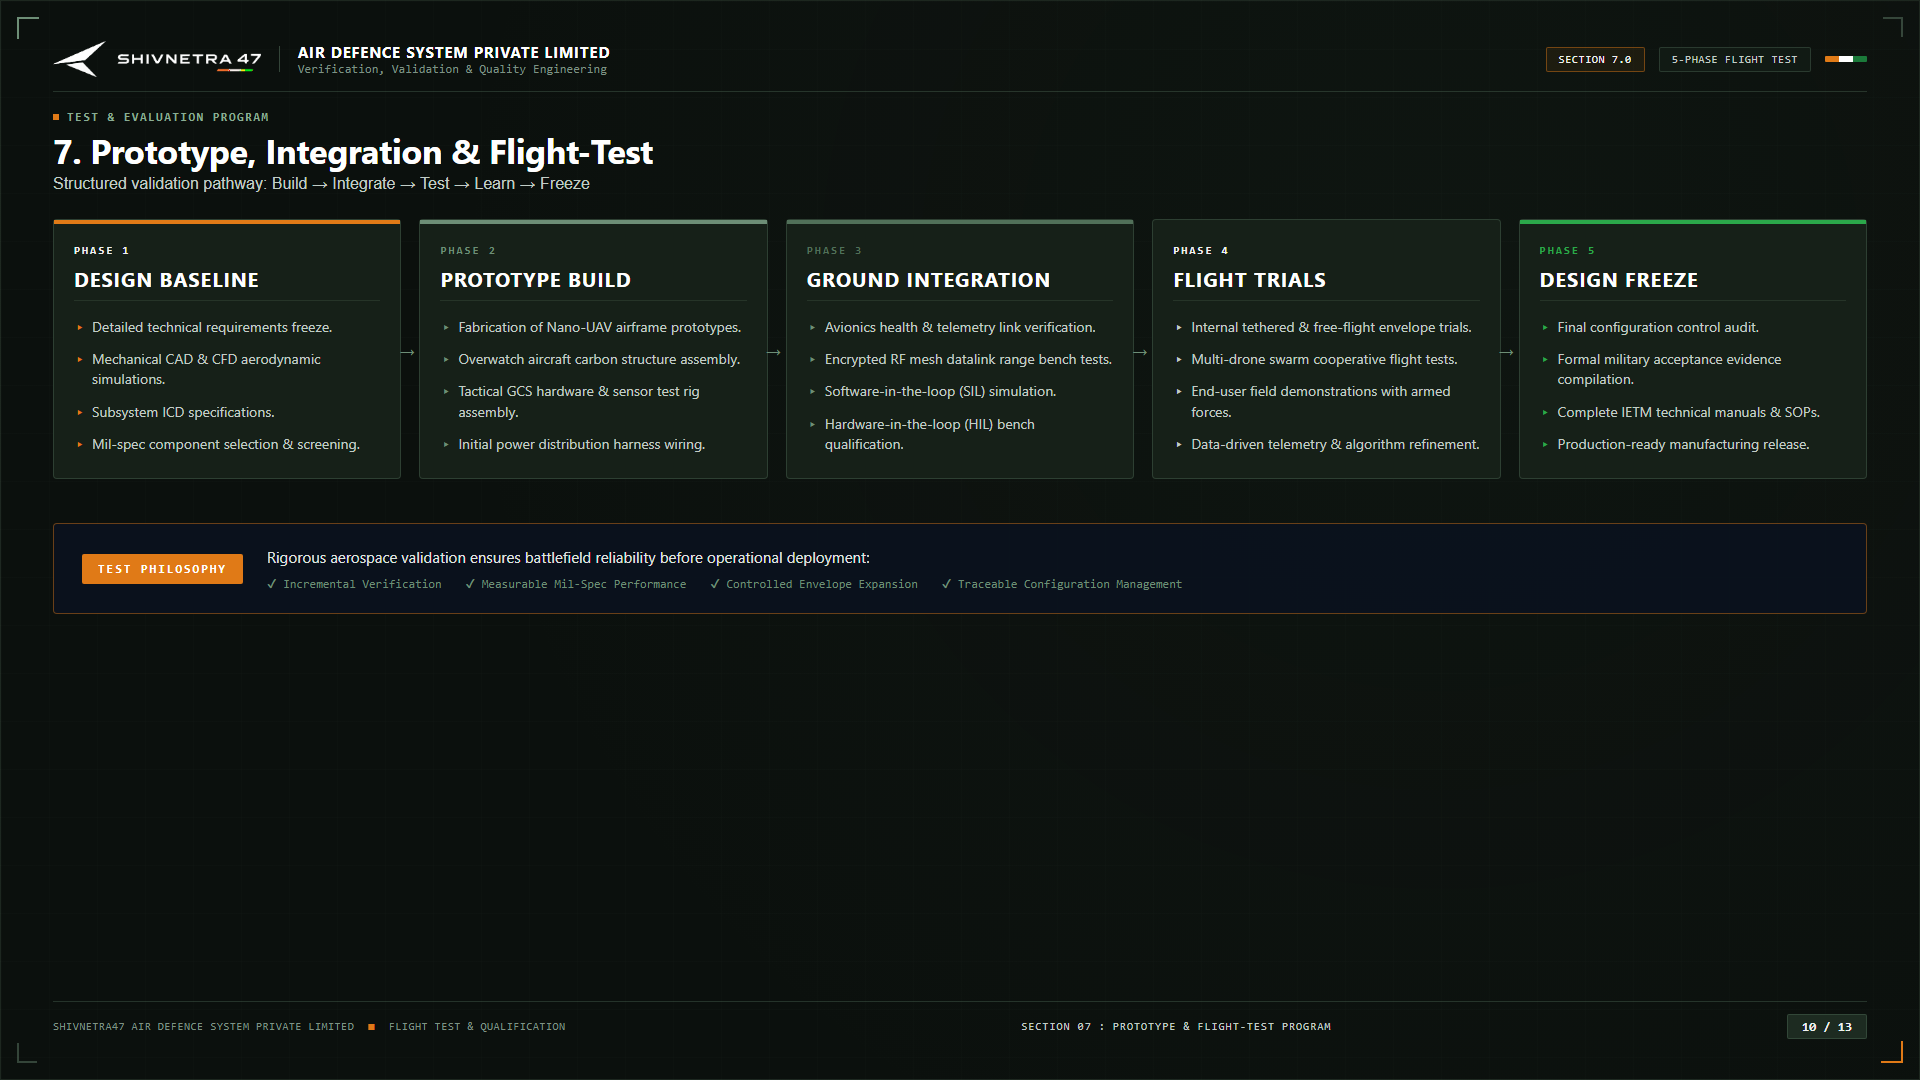 SHIVNETRA 47
AIR DEFENCE SYSTEM PRIVATE LIMITED
Verification, Validation & Quality Engineering
SECTION 7.0
5-PHASE FLIGHT TEST
TEST & EVALUATION PROGRAM
7. Prototype, Integration & Flight-Test
Structured validation pathway: Build → Integrate → Test → Learn → Freeze
PHASE 1
DESIGN BASELINE
▸ Detailed technical requirements freeze.
▸ Mechanical CAD & CFD aerodynamic
simulations.
▸ Subsystem ICD specifications.
▸ Mil-spec component selection & screening.
→
PHASE 2
PROTOTYPE BUILD
▸ Fabrication of Nano-UAV airframe prototypes.
▸ Overwatch aircraft carbon structure assembly.
▸ Tactical GCS hardware & sensor test rig
assembly.
▸ Initial power distribution harness wiring.
→
PHASE 3
GROUND INTEGRATION
▸ Avionics health & telemetry link verification.
▸ Encrypted RF mesh datalink range bench tests.
▸ Software-in-the-loop (SIL) simulation.
▸ Hardware-in-the-loop (HIL) bench
qualification.
→
PHASE 4
FLIGHT TRIALS
▸ Internal tethered & free-flight envelope trials.
▸ Multi-drone swarm cooperative flight tests.
▸ End-user field demonstrations with armed
forces.
▸ Data-driven telemetry & algorithm refinement.
→
PHASE 5
DESIGN FREEZE
▸ Final configuration control audit.
▸ Formal military acceptance evidence
compilation.
▸ Complete IETM technical manuals & SOPs.
▸ Production-ready manufacturing release.
TEST PHILOSOPHY
Rigorous aerospace validation ensures battlefield reliability before operational deployment:
✓ Incremental Verification ✓ Measurable Mil-Spec Performance ✓ Controlled Envelope Expansion ✓ Traceable Configuration Management
SHIVNETRA47 AIR DEFENCE SYSTEM PRIVATE LIMITED ■ FLIGHT TEST & QUALIFICATION
SECTION 07 : PROTOTYPE & FLIGHT-TEST PROGRAM
10 / 13